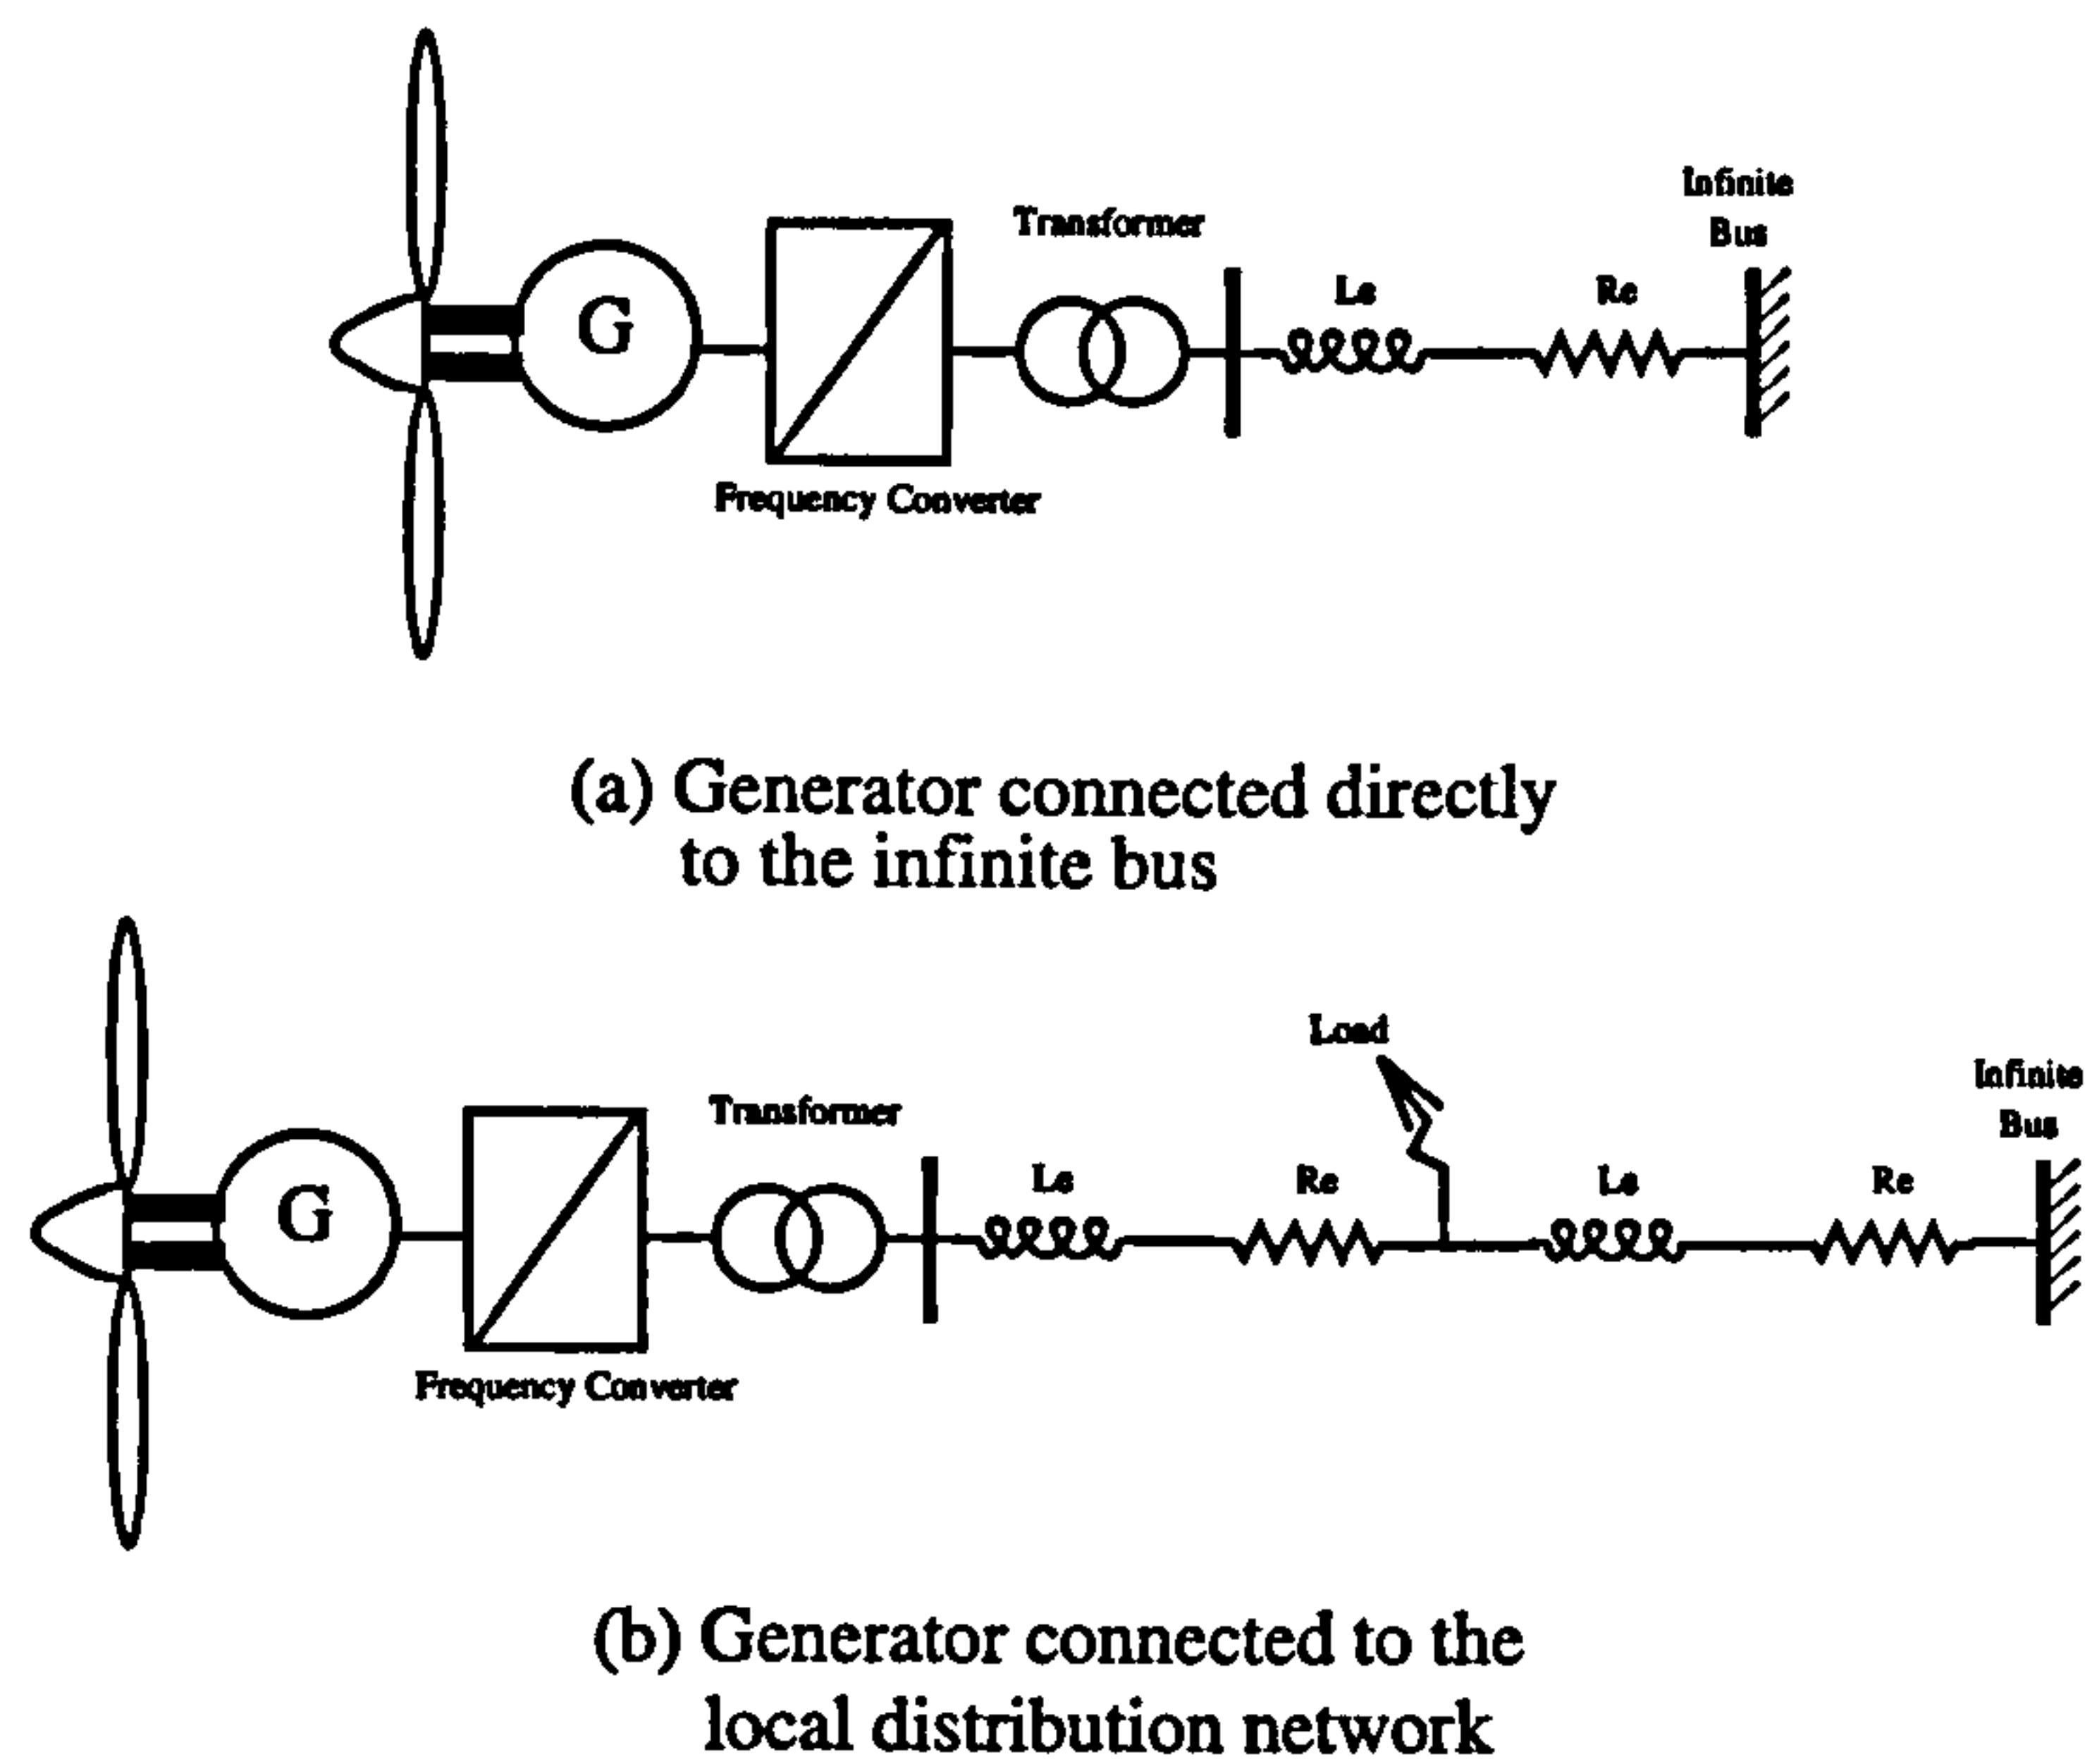 Infinite
Bus
Transformer
Le
Re
G
Frequency Converter
(a) Generator connected directly
to the infinite bus
Load
Infinite
Bus
Transformer
Le
Re
Le
Re
G
Frequency Converter
(b) Generator connected to the
local distribution network